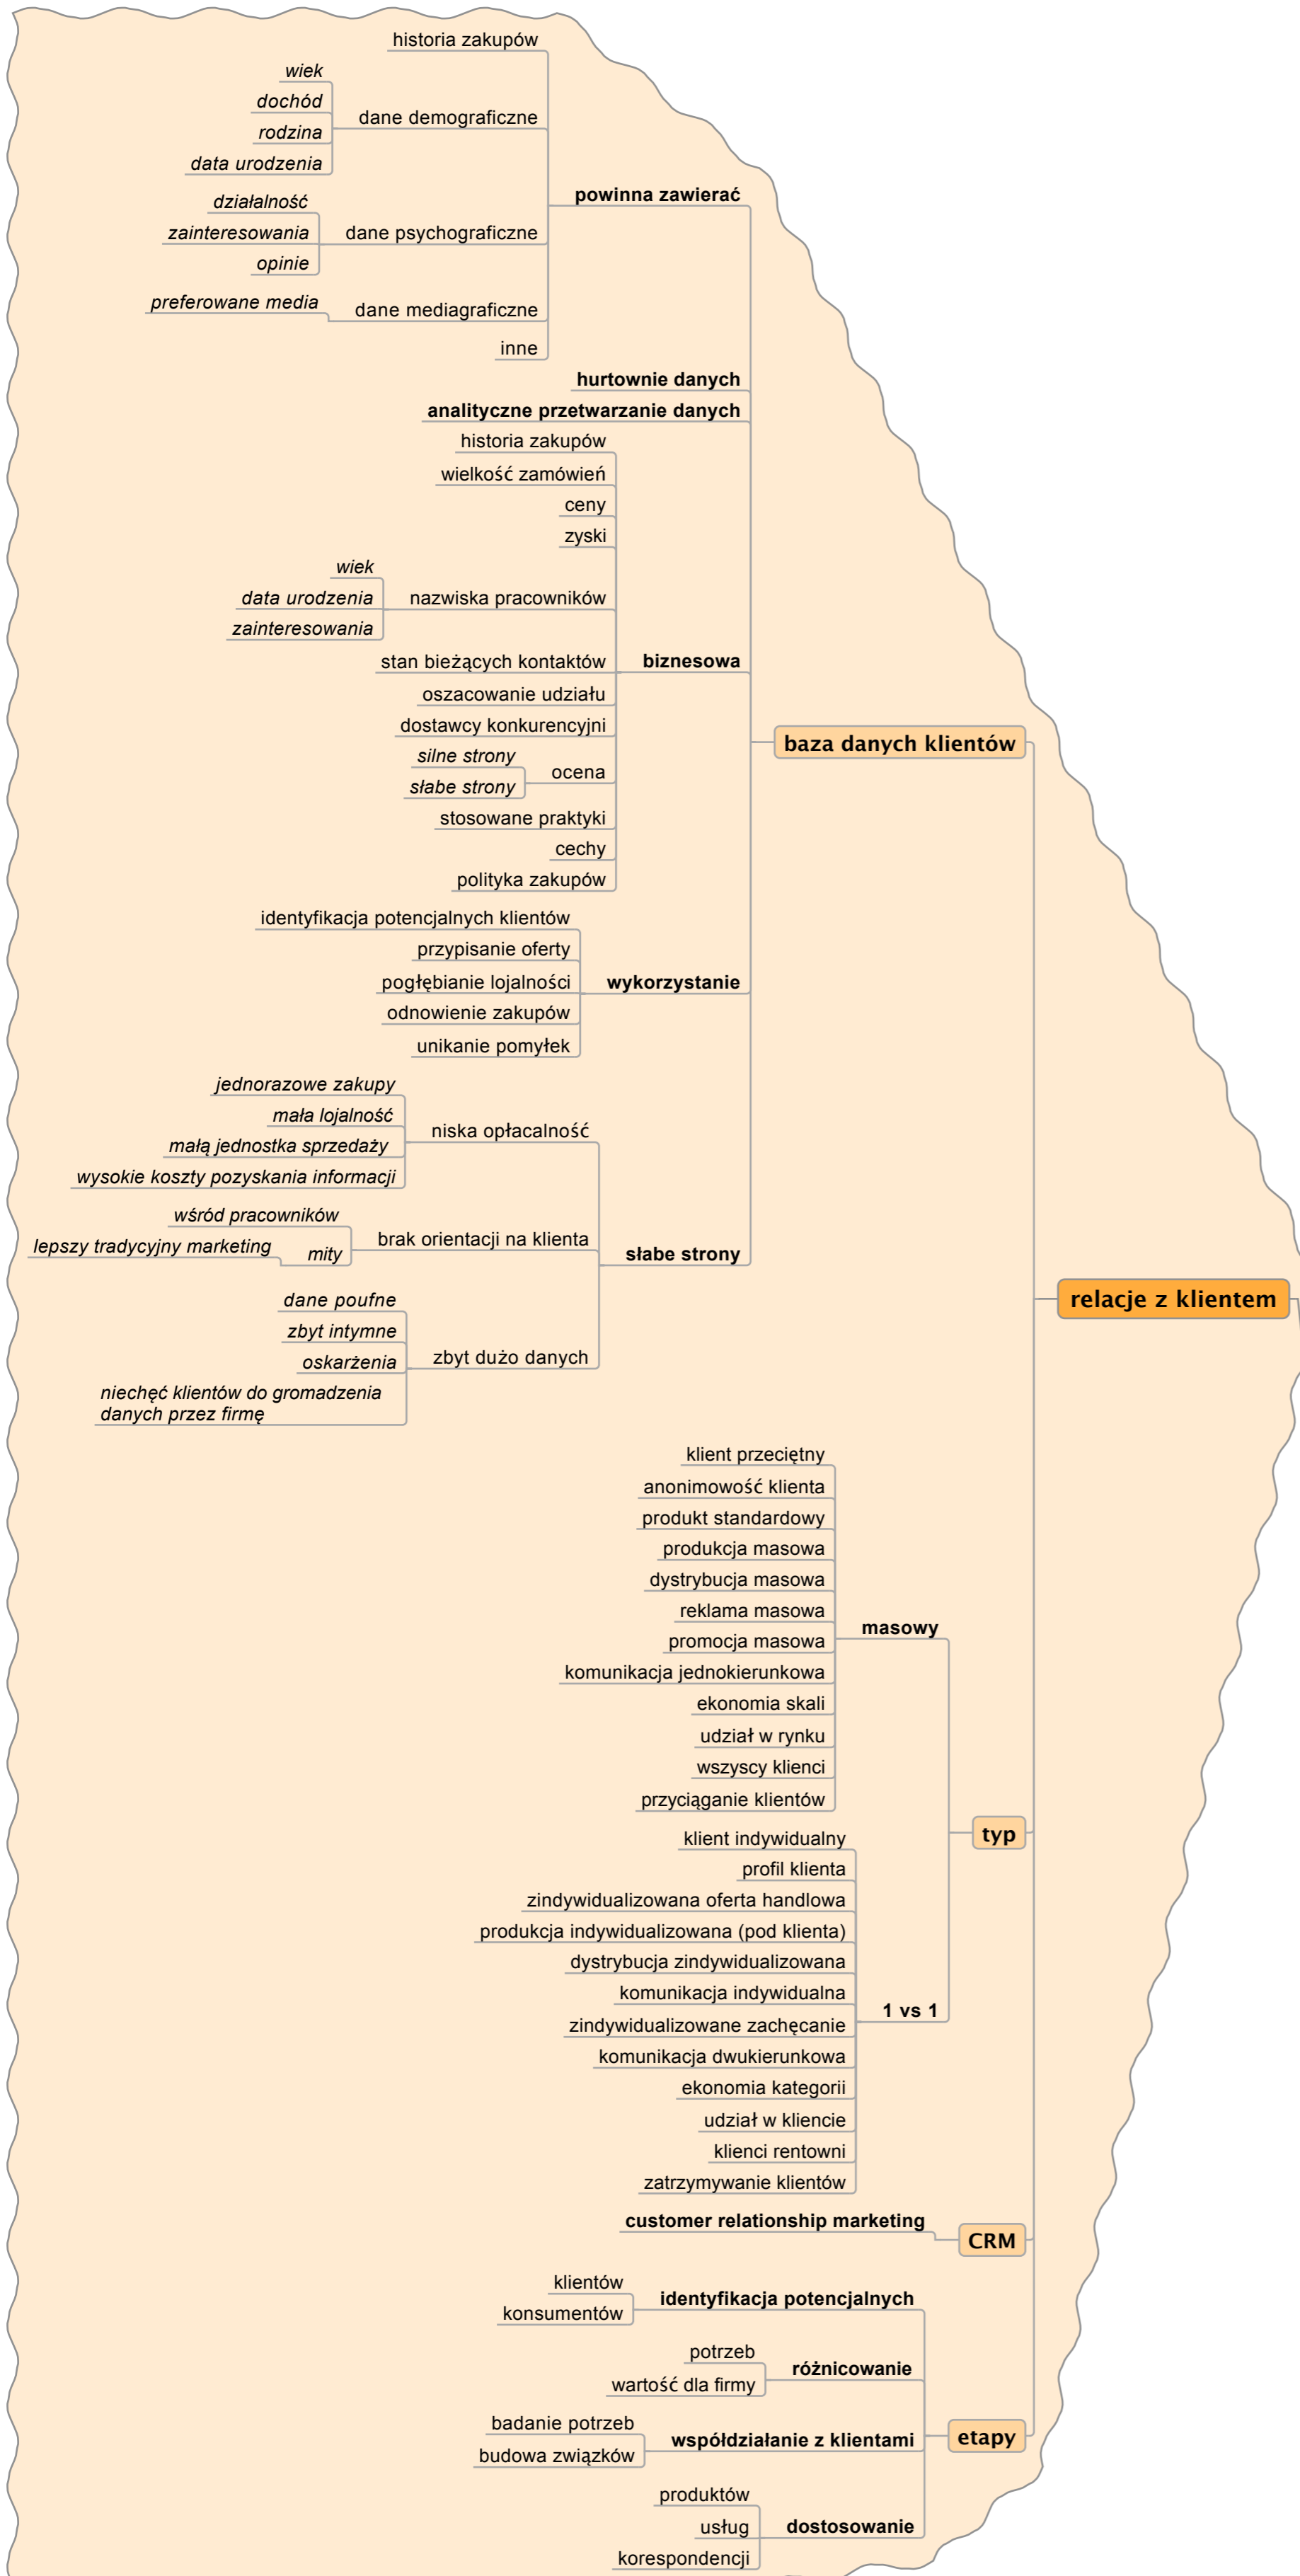 historia zakupów
wiek
dochód
rodzina
data urodzenia
dane demograficzne
działalność
zainteresowania
opinie
dane psychograficzne
preferowane media
dane mediagraficzne
inne
powinna zawierać
hurtownie danych
analityczne przetwarzanie danych
historia zakupów
wielkość zamówień
ceny
zyski
wiek
data urodzenia
zainteresowania
nazwiska pracowników
stan bieżących kontaktów
oszacowanie udziału
dostawcy konkurencyjni
silne strony
słabe strony
ocena
stosowane praktyki
cechy
polityka zakupów
biznesowa
identyfikacja potencjalnych klientów
przypisanie oferty
pogłębianie lojalności
odnowienie zakupów
unikanie pomyłek
wykorzystanie
jednorazowe zakupy
mała lojalność
małą jednostka sprzedaży
wysokie koszty pozyskania informacji
niska opłacalność
wśród pracowników
lepszy tradycyjny marketing
mity
brak orientacji na klienta
dane poufne
zbyt intymne
oskarżenia
niechęć klientów do gromadzenia
danych przez firmę
zbyt dużo danych
słabe strony
baza danych klientów
klient przeciętny
anonimowość klienta
produkt standardowy
produkcja masowa
dystrybucja masowa
reklama masowa
promocja masowa
komunikacja jednokierunkowa
ekonomia skali
udział w rynku
wszyscy klienci
przyciąganie klientów
masowy
klient indywidualny
profil klienta
zindywidualizowana oferta handlowa
produkcja indywidualizowana (pod klienta)
dystrybucja zindywidualizowana
komunikacja indywidualna
zindywidualizowane zachęcanie
komunikacja dwukierunkowa
ekonomia kategorii
udział w kliencie
klienci rentowni
zatrzymywanie klientów
1 vs 1
typ
customer relationship marketing
CRM
klientów
konsumentów
identyfikacja potencjalnych
potrzeb
wartość dla firmy
różnicowanie
badanie potrzeb
budowa związków
współdziałanie z klientami
produktów
usług
korespondencji
dostosowanie
etapy
relacje z klientem